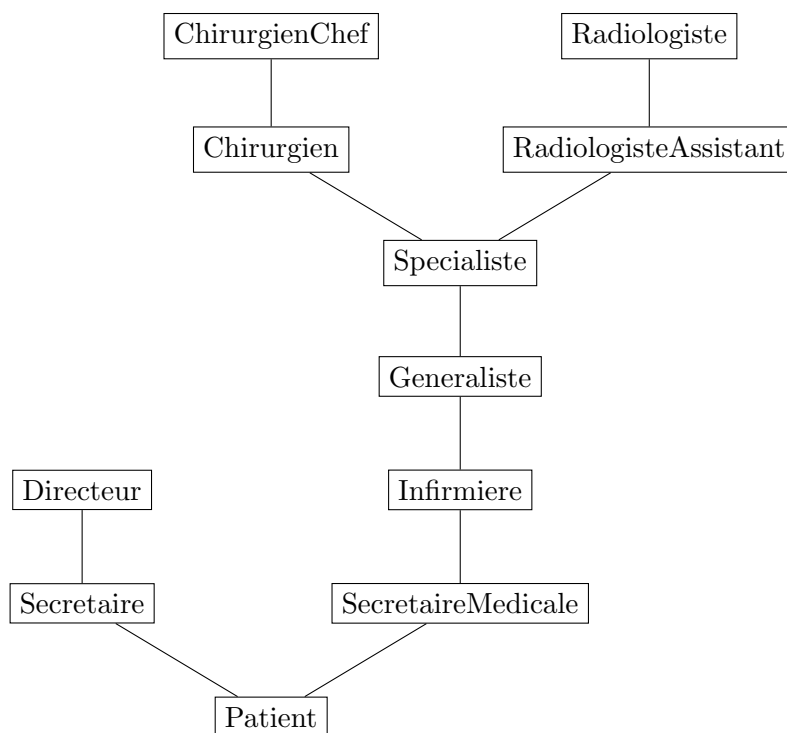 ChirurgienChef
Radiologiste
Chirurgien
RadiologisteAssistant
Specialiste
Generaliste
Directeur
Infirmiere
Secretaire
SecretaireMedicale
Patient